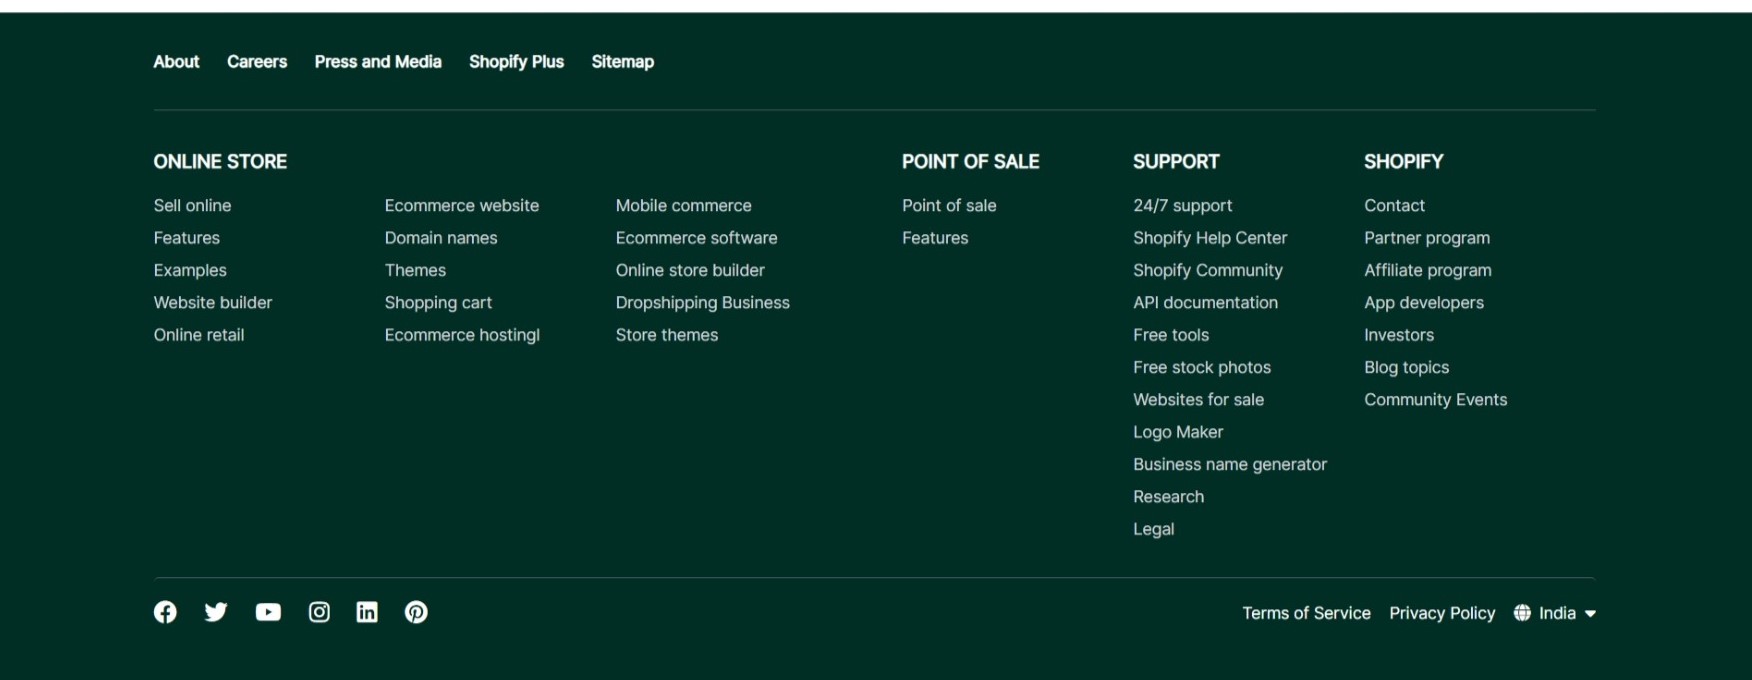 About Careers Press and Media Shopify Plus Sitemap
ONLINE STORE
Sell online
Features
Examples
Website builder
Online retail
Ecommerce website
Domain names
Themes
Shopping cart
Ecommerce hostingl
Mobile commerce
Ecommerce software
Online store builder
Dropshipping Business
Store themes
POINT OF SALE
Point of sale
Features
SUPPORT
24/7 support
Shopify Help Center
Shopify Community
API documentation
Free tools
Free stock photos
Websites for sale
Logo Maker
Business name generator
Research
Legal
SHOPIFY
Contact
Partner program
Affiliate program
App developers
Investors
Blog topics
Community Events
Terms of Service Privacy Policy India